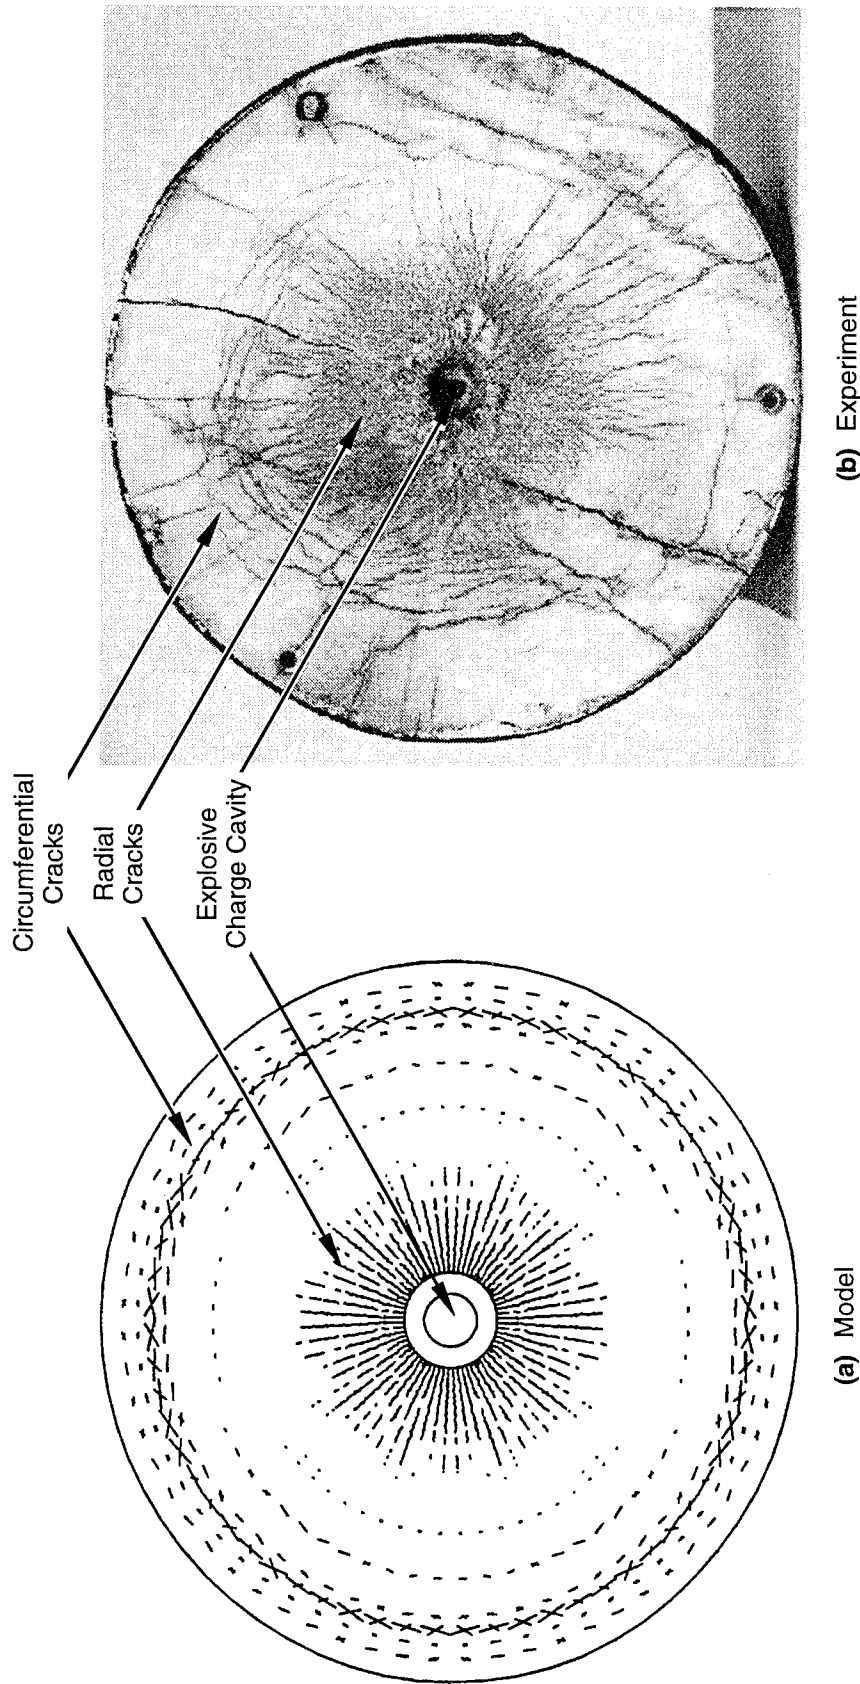 Circumferential
Cracks
Radial
Cracks
Explosive
Charge Cavity
(a) Model
(b) Experiment